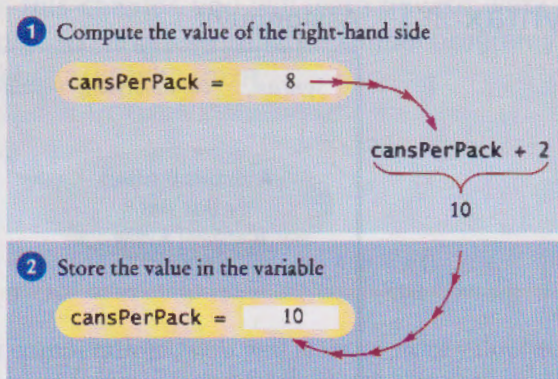 1 Compute the value of the right-hand side
cansPerPack = 8
cansPerPack + 2
10
2 Store the value in the variable
cansPerPack = 10